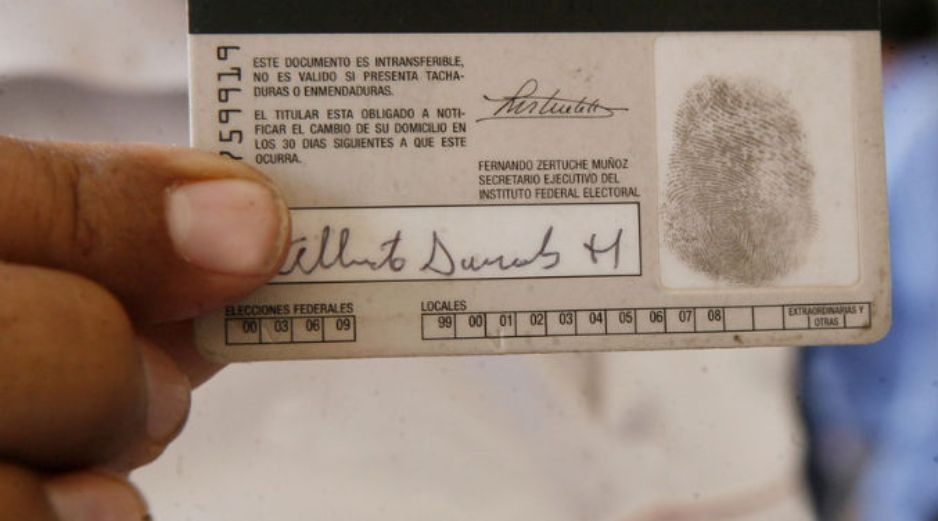 7599919
ESTE DOCUMENTO ES INTRANSFERIBLE,
NO ES VALIDO SI PRESENTA TACHA-
DURAS O ENMENDADURAS.
EL TITULAR ESTA OBLIGADO A NOTI-
FICAR EL CAMBIO DE SU DOMICILIO EN
LOS 30 DIAS SIGUIENTES A QUE ESTE
OCURRA.
FERNANDO ZERTUCHE MUÑOZ
SECRETARIO EJECUTIVO DEL
INSTITUTO FEDERAL ELECTORAL
Alberto
ELECCIONES FEDERALES
00 03 06 09
LOCALES
99 00 01 02 03 04 05 06 07 08
EXTRAORDINARIAS Y
OTRAS